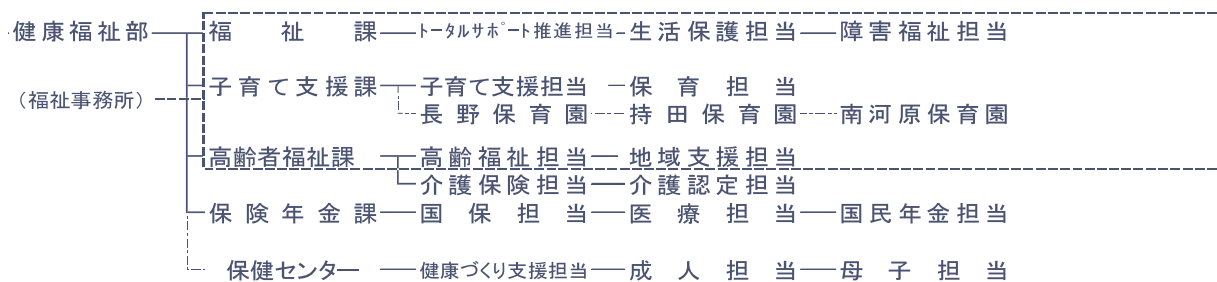 健康福祉部 福祉課 トータルサポート推進担当 生活保護担当 障害福祉担当
子育て支援課 子育て支援担当 保育担当
（福祉事務所）
長野保育園 持田保育園 南河原保育園
高齢者福祉課 高齢福祉担当 地域支援担当
介護保険担当 介護認定担当
保険年金課 国保担当 医療担当 国民年金担当
保健センター 健康づくり支援担当 成人担当 母子担当